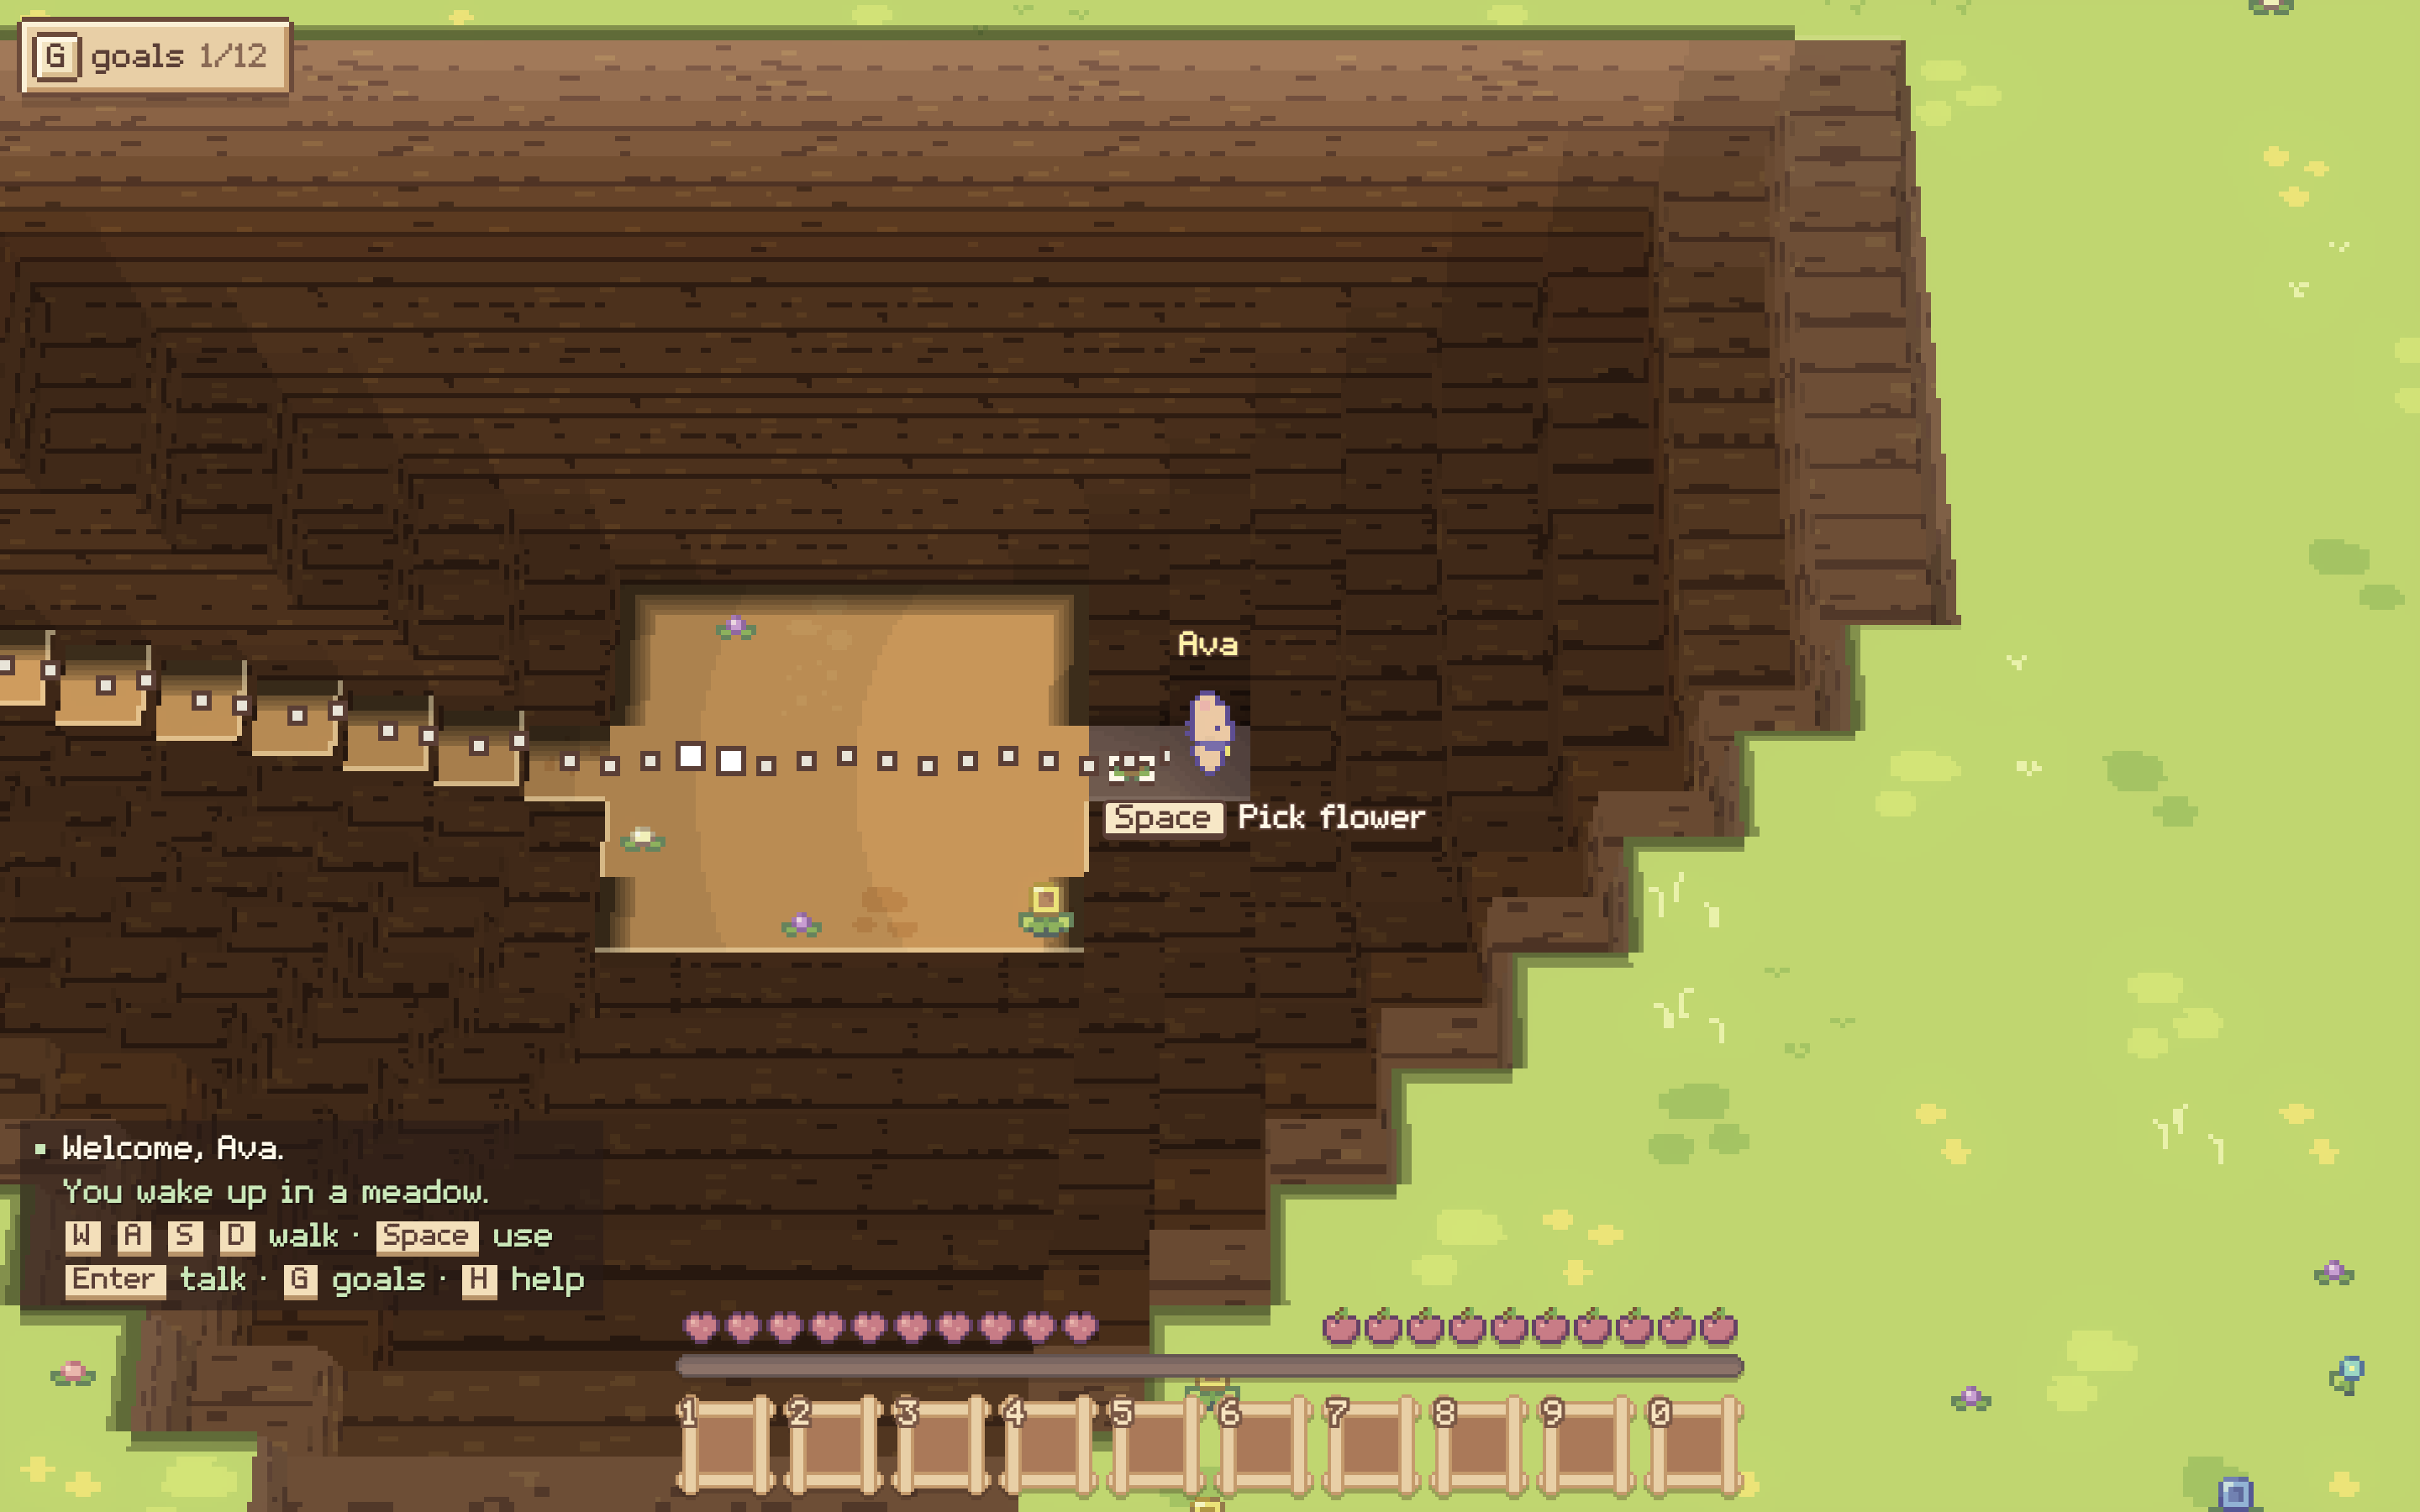 G goals 1/12
Ava
Space Pick flower
Welcome, Ava.
You wake up in a meadow.
W A S D walk · Space use
Enter talk · G goals · H help
1 2 3 4 5 6 7 8 9 0